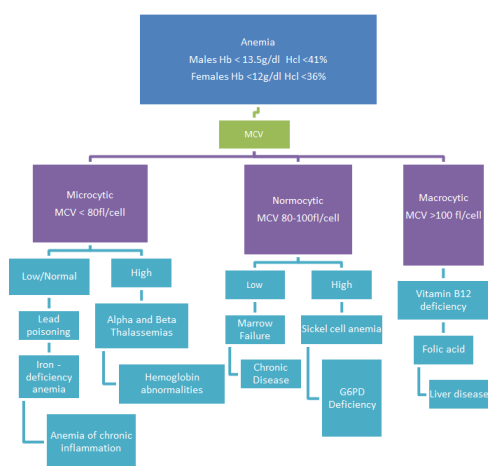 Anemia
Males Hb < 13.5g/dl  Hcl <41%
Females Hb <12g/dl Hcl <36%
MCV
Microcytic
MCV < 80fl/cell
Normocytic
MCV 80-100fl/cell
Macrocytic
MCV >100 fl/cell
Low/Normal
High
Lead
poisoning
Alpha and Beta
Thalassemias
Iron -
deficiency
anemia
Hemoglobin
abnormalities
Anemia of chronic
inflammation
Low
High
Marrow
Failure
Sickel cell anemia
Chronic
Disease
G6PD
Deficiency
Vitamin B12
deficiency
Folic acid
Liver disease